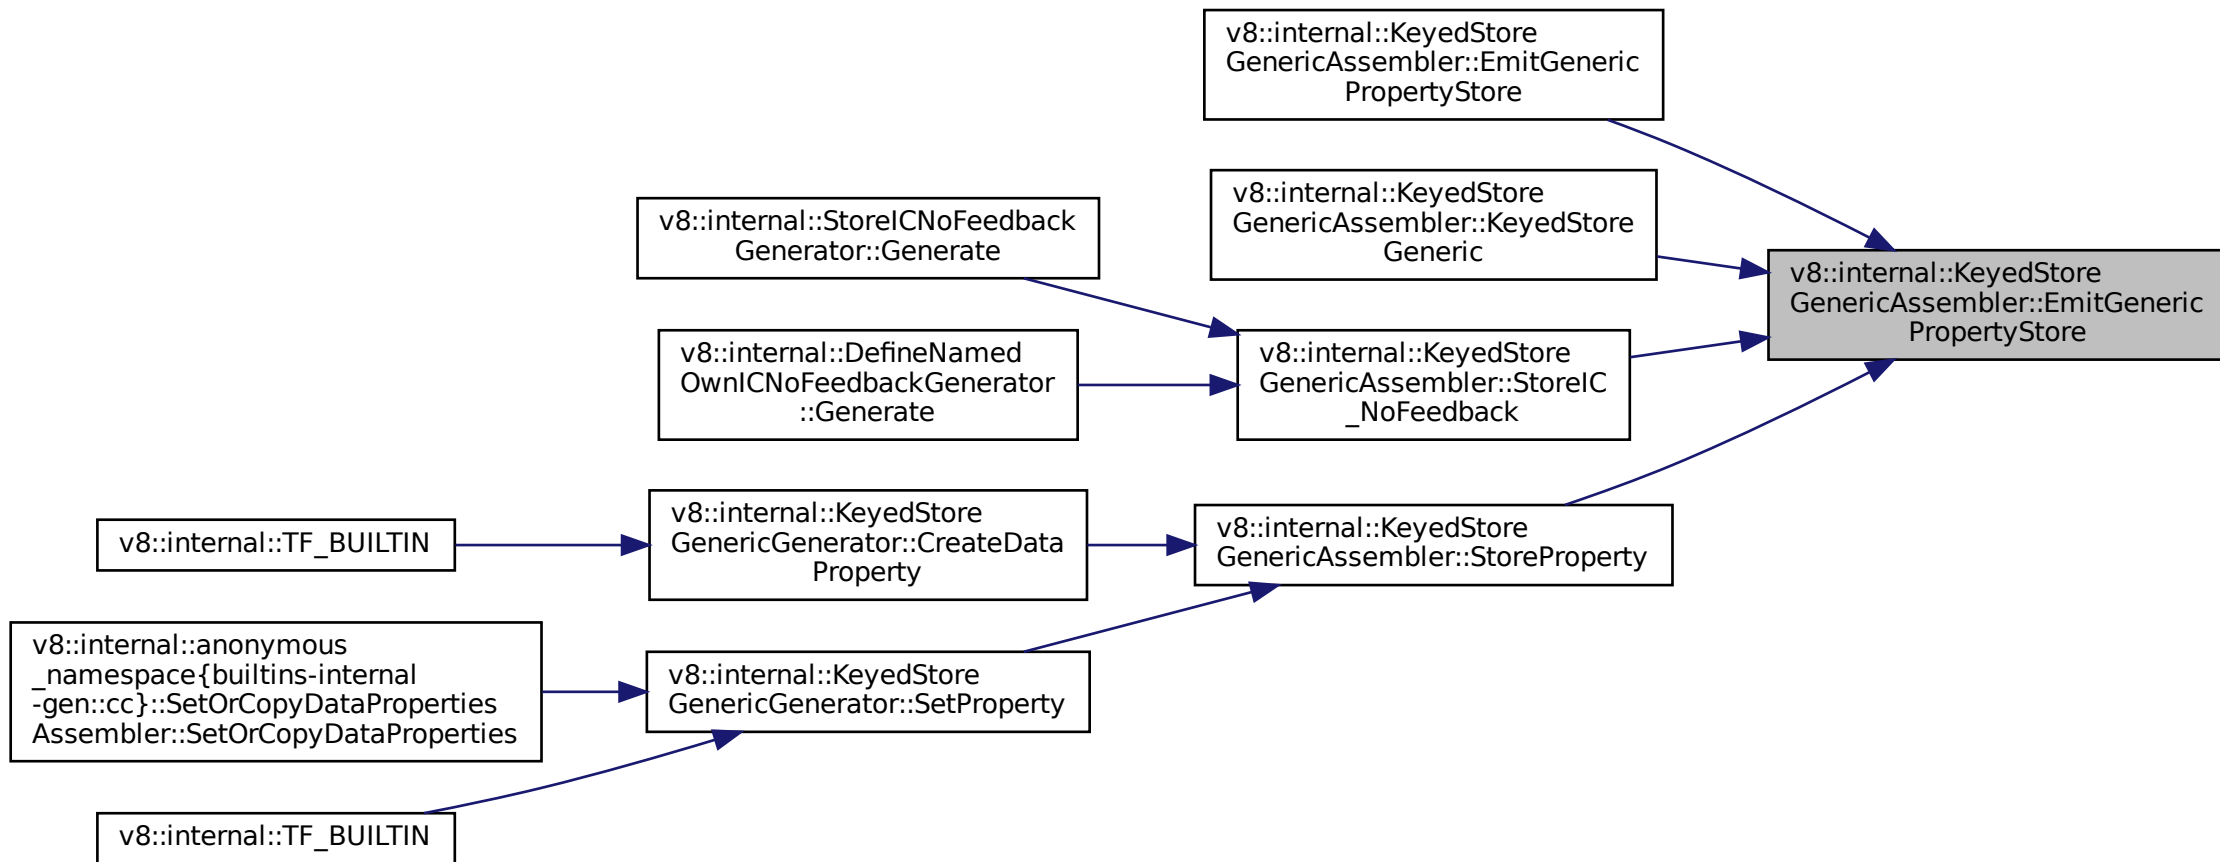 v8::internal::KeyedStore
GenericAssembler::EmitGeneric
PropertyStore
v8::internal::KeyedStore
GenericAssembler::KeyedStore
Generic
v8::internal::StoreICNoFeedback
Generator::Generate
v8::internal::KeyedStore
GenericAssembler::EmitGeneric
PropertyStore
v8::internal::DefineNamed
OwnICNoFeedbackGenerator
::Generate
v8::internal::KeyedStore
GenericAssembler::StoreIC
_NoFeedback
v8::internal::TF_BUILTIN
v8::internal::KeyedStore
GenericGenerator::CreateData
Property
v8::internal::KeyedStore
GenericAssembler::StoreProperty
v8::internal::anonymous
_namespace{builtins-internal
-gen::cc}::SetOrCopyDataProperties
Assembler::SetOrCopyDataProperties
v8::internal::KeyedStore
GenericGenerator::SetProperty
v8::internal::TF_BUILTIN